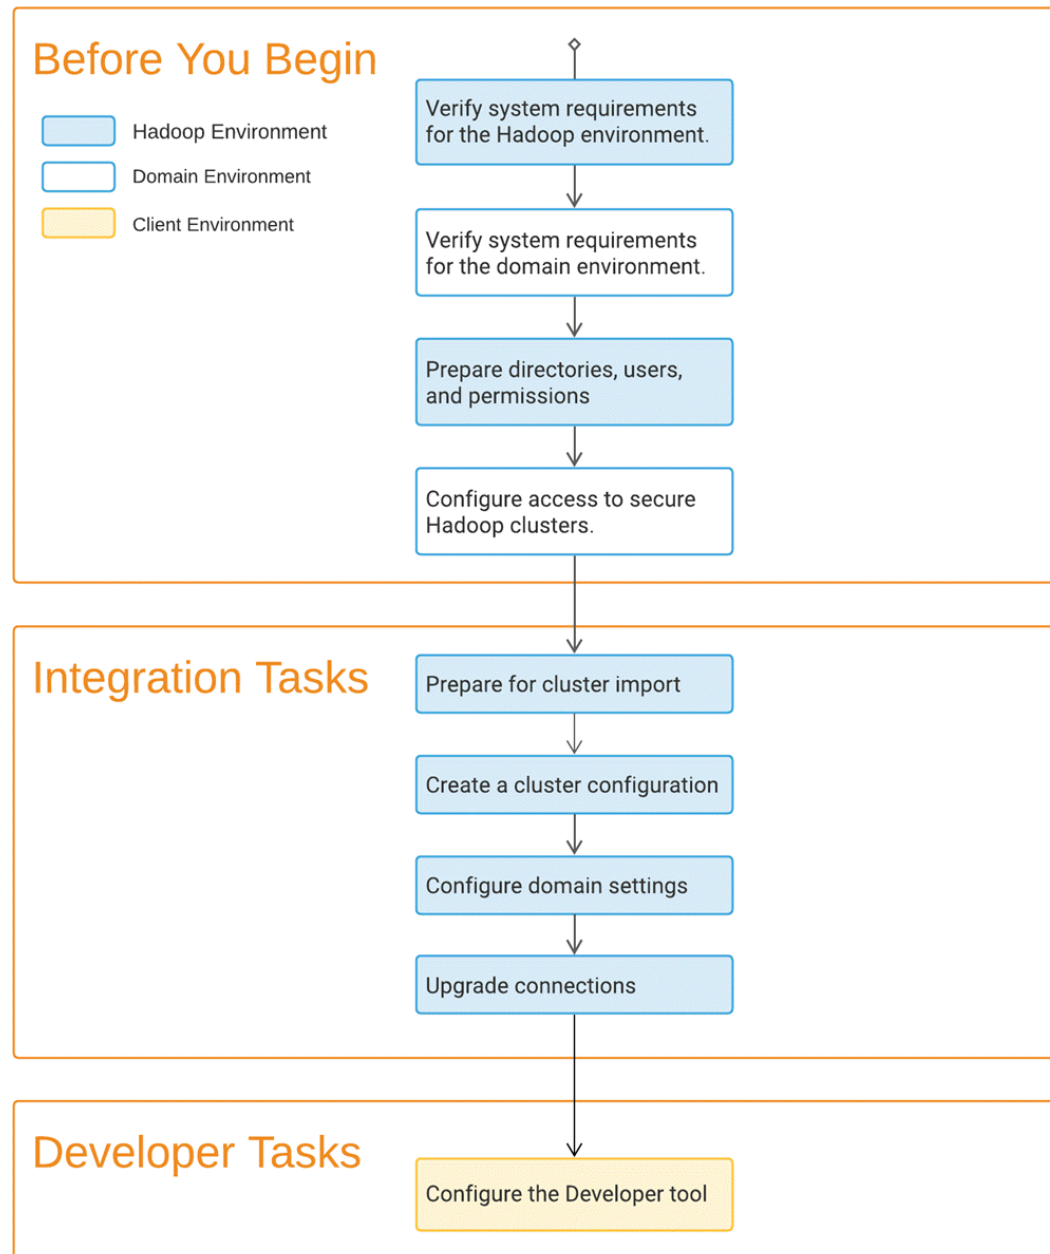 Before You Begin
Hadoop Environment
Domain Environment
Client Environment
Verify system requirements
for the Hadoop environment.
Verify system requirements
for the domain environment.
Prepare directories, users,
and permissions
Configure access to secure
Hadoop clusters.
Integration Tasks
Prepare for cluster import
Create a cluster configuration
Configure domain settings
Upgrade connections
Developer Tasks
Configure the Developer tool